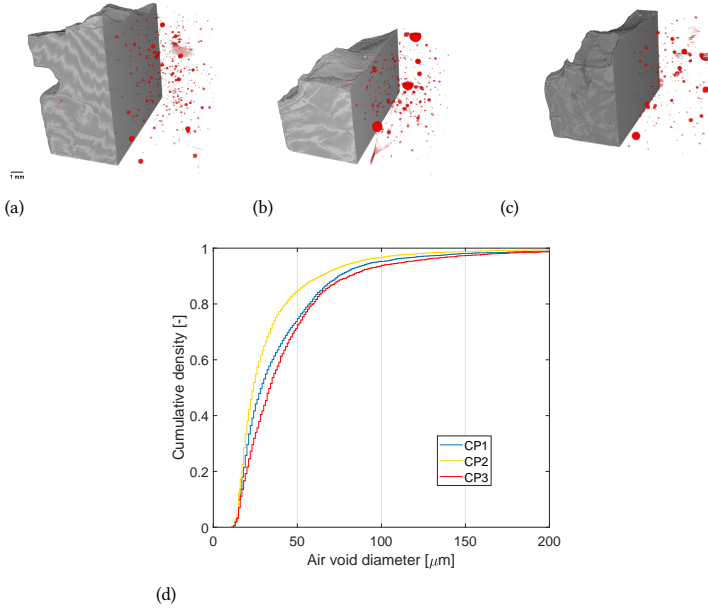 1 mm
(a)
(b)
(c)
1
0.8
0.6
0.4
0.2
0
Cumulative density [-]
CP1
CP2
CP3
0
50
100
150
200
Air void diameter [μm]
(d)